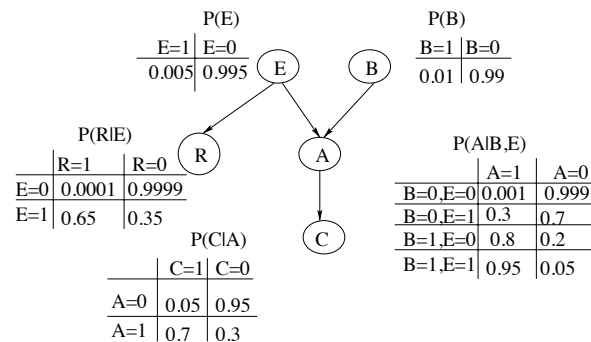 P(E)
E=1 E=0
0.005 0.995
E
B
P(B)
B=1 B=0
0.01 0.99
P(R|E)
R=1 R=0
E=0 0.0001 0.9999
E=1 0.65 0.35
R
A
P(A|B,E)
A=1 A=0
B=0,E=0 0.001 0.999
B=0,E=1 0.3 0.7
B=1,E=0 0.8 0.2
B=1,E=1 0.95 0.05
C
P(C|A)
C=1 C=0
A=0 0.05 0.95
A=1 0.7 0.3